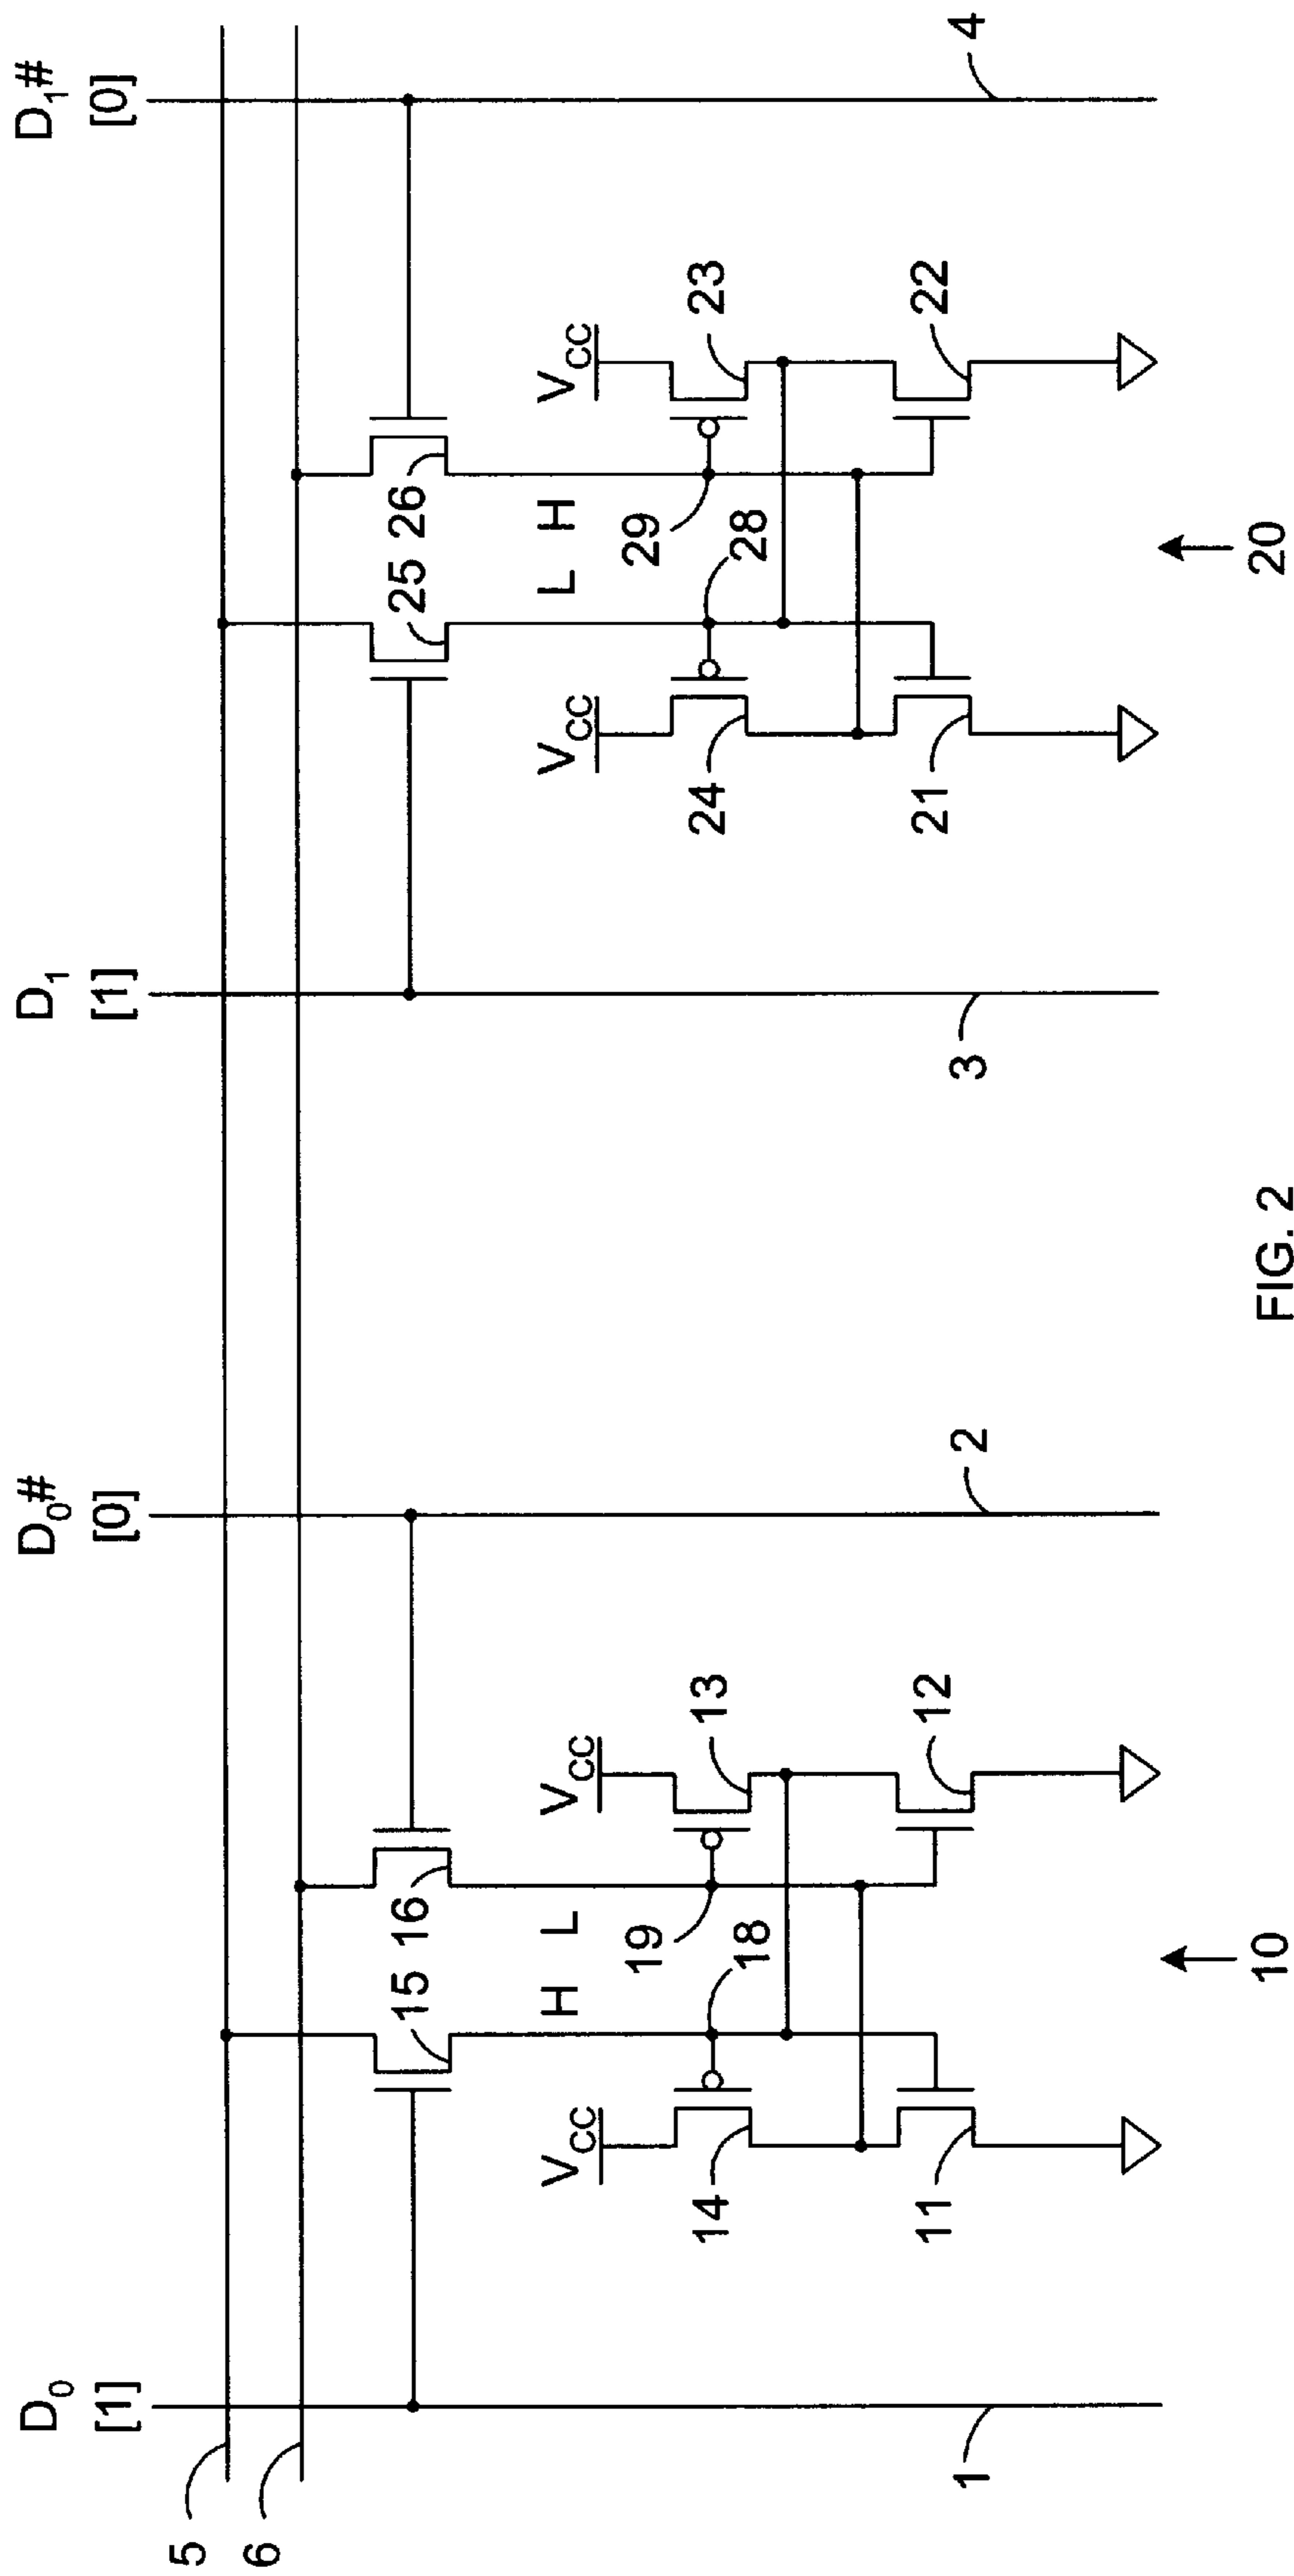 D0 D0# D1 D1#
[1] [0] [1] [0]
5
6
15 16 25 26
H L L H
VCC VCC VCC VCC
19 29
18 28
14 13 24 23
11 12 21 22
1 2 3 4
10 20
FIG. 2